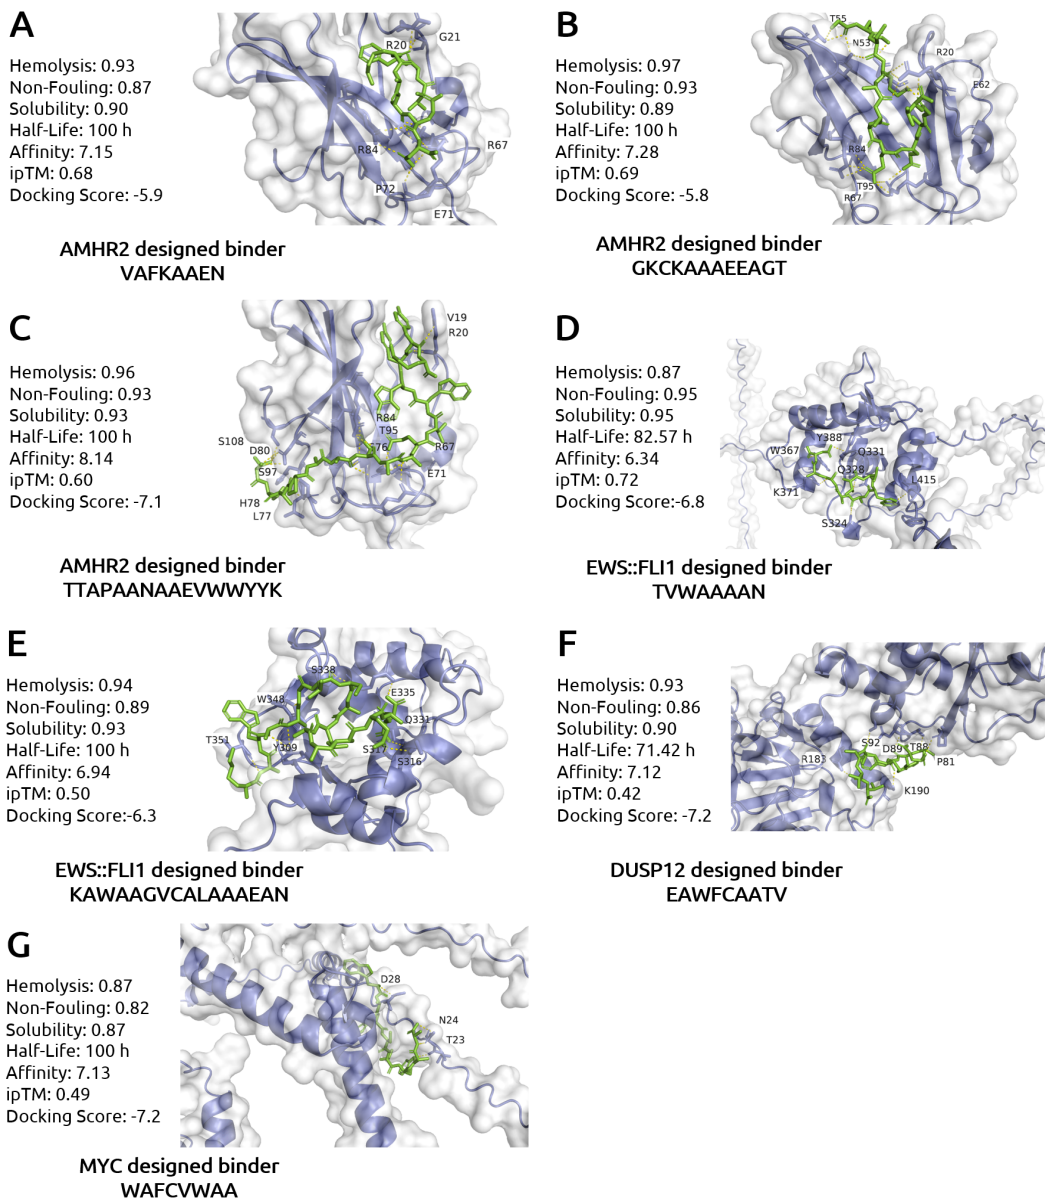 A
Hemolysis: 0.93
Non-Fouling: 0.87
Solubility: 0.90
Half-Life: 100 h
Affinity: 7.15
ipTM: 0.68
Docking Score: -5.9
R20
G21
R84
R67
P72
E71
AMHR2 designed binder
VAFKAAEN
B
Hemolysis: 0.97
Non-Fouling: 0.93
Solubility: 0.89
Half-Life: 100 h
Affinity: 7.28
ipTM: 0.69
Docking Score: -5.8
T55
N53
R20
E62
R84
T95
R67
AMHR2 designed binder
GKCKAAAEEAGT
C
Hemolysis: 0.96
Non-Fouling: 0.93
Solubility: 0.93
Half-Life: 100 h
Affinity: 8.14
ipTM: 0.60
Docking Score: -7.1
V19
R20
R84
T95
S108
D80
E76
R67
S97
E71
H78
L77
AMHR2 designed binder
TTAPAANAAEVWWYYK
D
Hemolysis: 0.87
Non-Fouling: 0.95
Solubility: 0.95
Half-Life: 82.57 h
Affinity: 6.34
ipTM: 0.72
Docking Score:-6.8
Y388
W367
Q331
Q328
K371
L415
S324
EWS::FLI1 designed binder
TVWAAAAN
E
Hemolysis: 0.94
Non-Fouling: 0.89
Solubility: 0.93
Half-Life: 100 h
Affinity: 6.94
ipTM: 0.50
Docking Score:-6.3
S338
W348
E335
Q331
T351
Y309
S317
S316
EWS::FLI1 designed binder
KAWAAGVCALAAAEAN
F
Hemolysis: 0.93
Non-Fouling: 0.86
Solubility: 0.90
Half-Life: 71.42 h
Affinity: 7.12
ipTM: 0.42
Docking Score: -7.2
S92
D89
T88
R183
P81
K190
DUSP12 designed binder
EAWFCAATV
G
Hemolysis: 0.87
Non-Fouling: 0.82
Solubility: 0.87
Half-Life: 100 h
Affinity: 7.13
ipTM: 0.49
Docking Score: -7.2
D28
N24
T23
MYC designed binder
WAFCVWAA